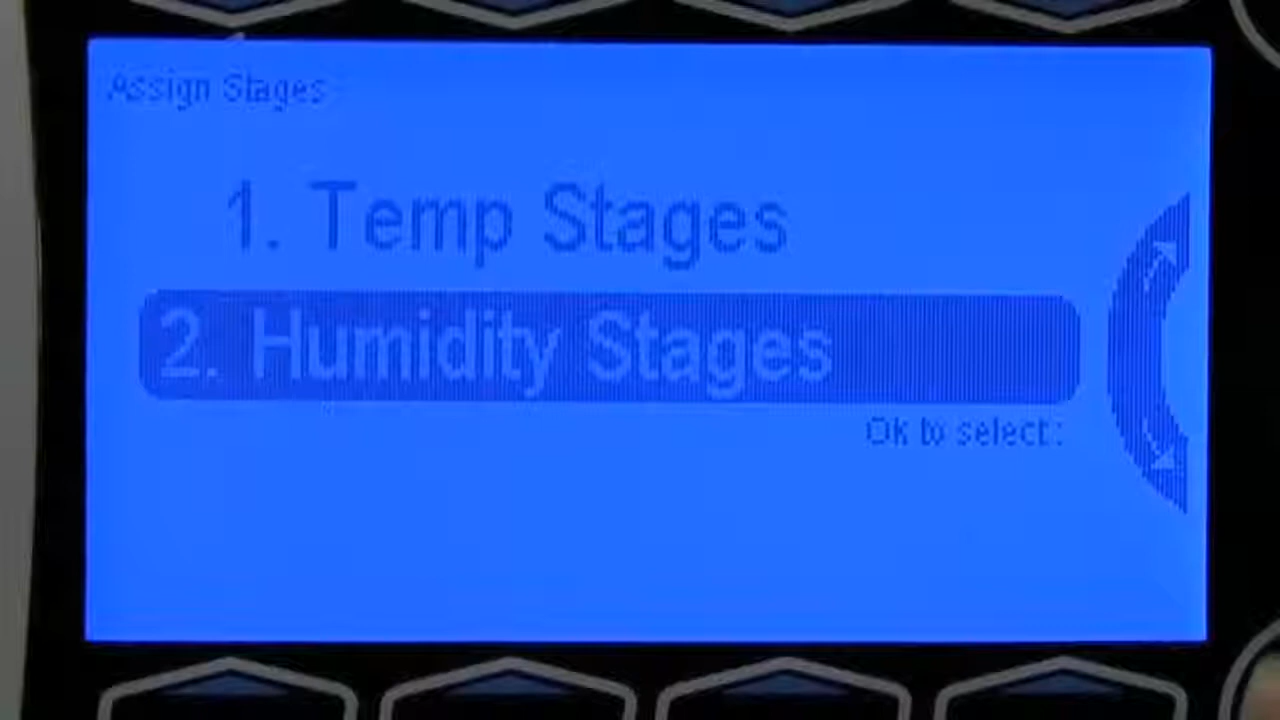 Assign Stages
1. Temp Stages
2. Humidity Stages
Ok to select: